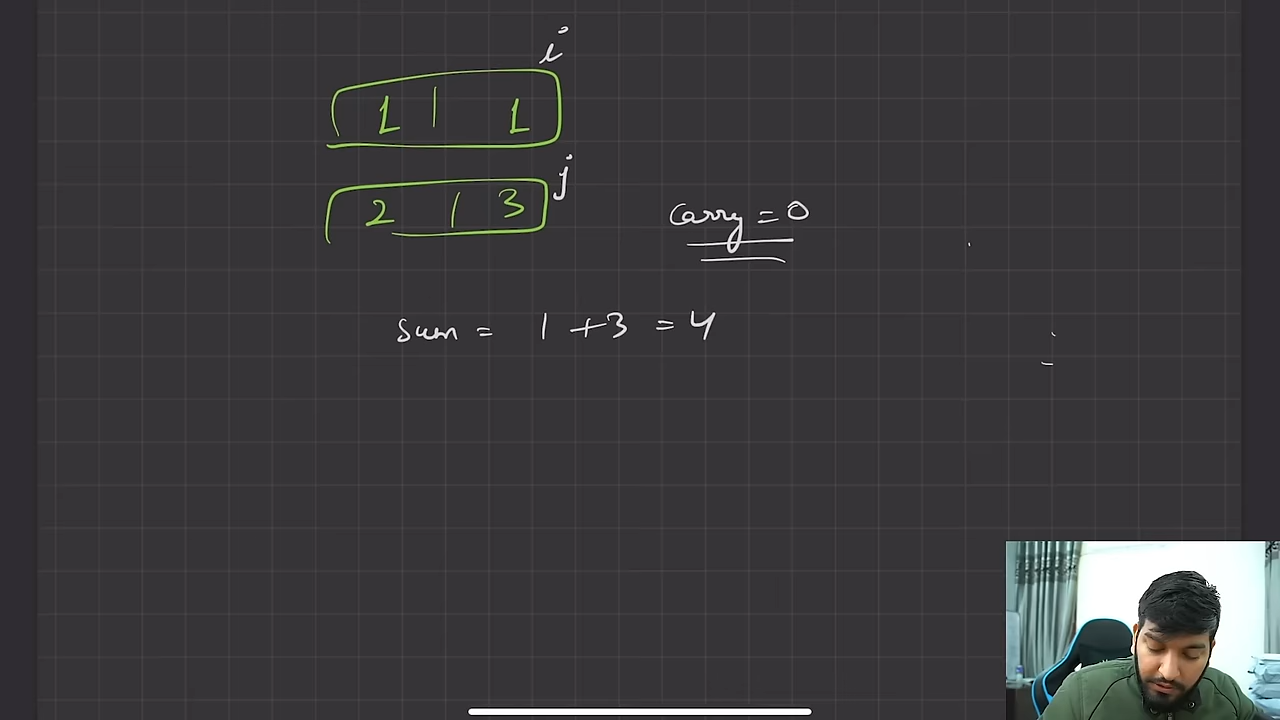 i
1 | 1
j
2 | 3
carry = 0
sum = 1 + 3 = 4